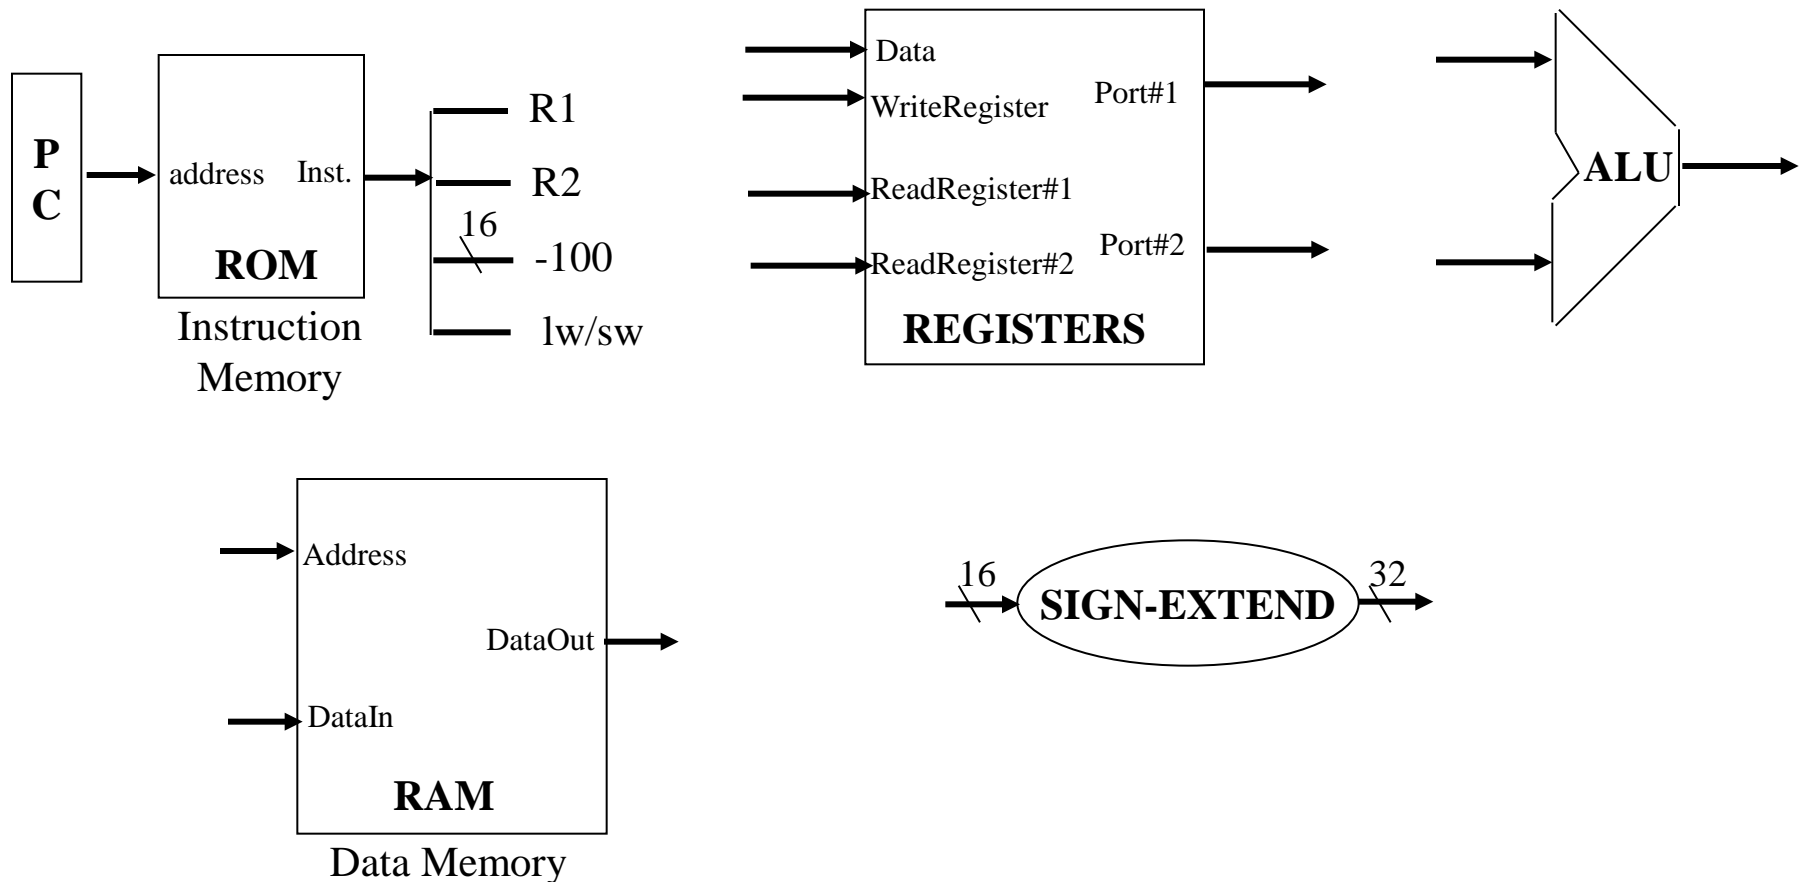 P
C
address
Inst.
ROM
Instruction
Memory
R1
R2
16
-100
lw/sw
Data
WriteRegister
ReadRegister#1
ReadRegister#2
Port#1
Port#2
REGISTERS
ALU
Address
DataOut
DataIn
RAM
Data Memory
16
SIGN-EXTEND
32